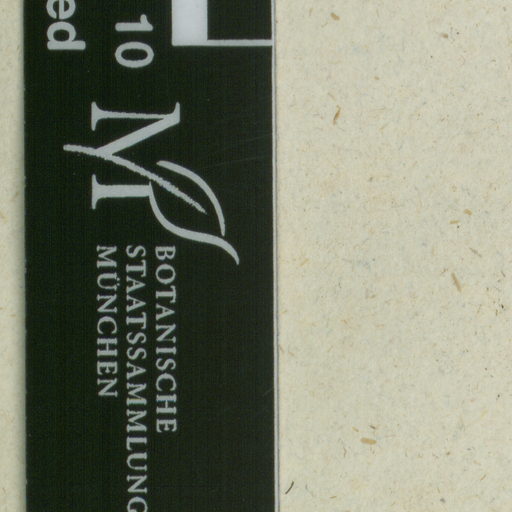 10
ed
M
BOTANISCHE
STAATSSAMMLUNG
MÜNCHEN